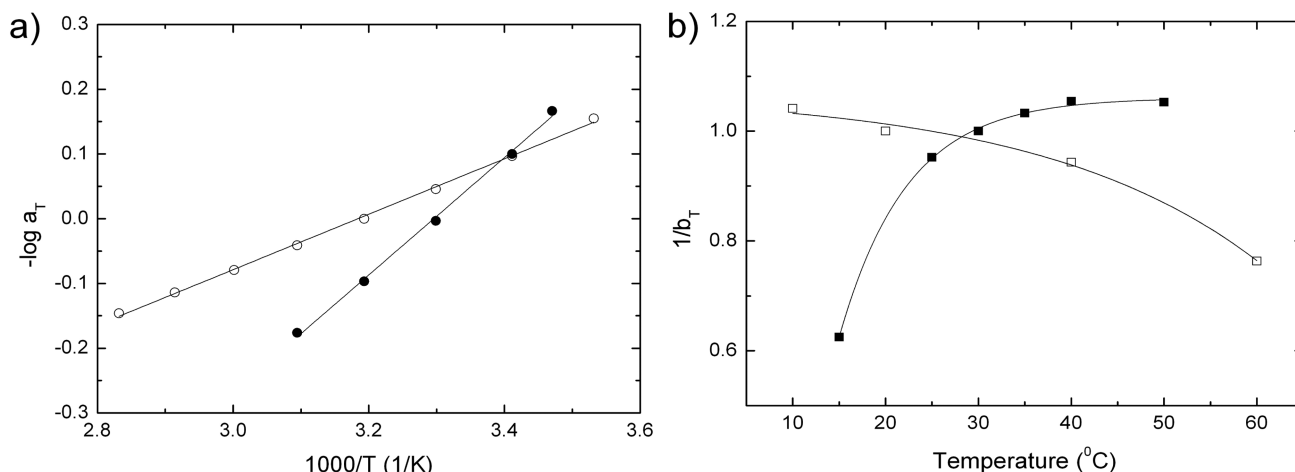 a)
0.3
0.2
0.1
0.0
-0.1
-0.2
-0.3
-log a_T
2.8 3.0 3.2 3.4 3.6
1000/T (1/K)
b)
1.2
1.0
0.8
0.6
1/b_T
10 20 30 40 50 60
Temperature (⁰C)